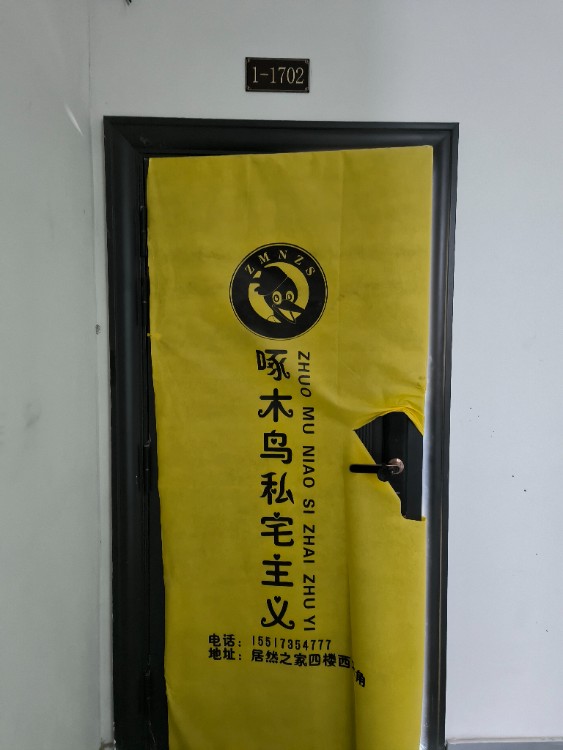 1-1702
ZMNZS
啄木鸟私宅主义
ZHUO MU NIAO SI ZHAI ZHU YI
电话: 15517354777
地址: 居然之家四楼西角